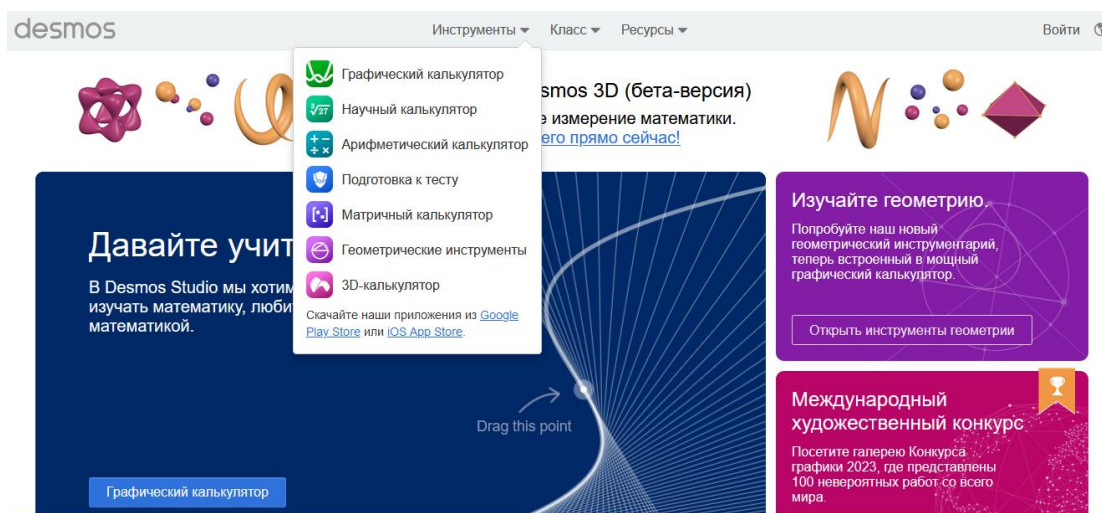 desmos
Инструменты
Класс
Ресурсы
Войти
Графический калькулятор
Научный калькулятор
Арифметический калькулятор
Подготовка к тесту
Матричный калькулятор
Геометрические инструменты
3D-калькулятор
Скачайте наши приложения из Google
Play Store или iOS App Store.
smos 3D (бета-версия)
е измерение математики.
его прямо сейчас!
Давайте учит
В Desmos Studio мы хотим
изучать математику, люби
математикой.
Drag this point
Графический калькулятор
Изучайте геометрию.
Попробуйте наш новый
геометрический инструментарий,
теперь встроенный в мощный
графический калькулятор.
Открыть инструменты геометрии
Международный
художественный конкурс
Посетите галерею Конкурса
графики 2023, где представлены
100 невероятных работ со всего
мира.